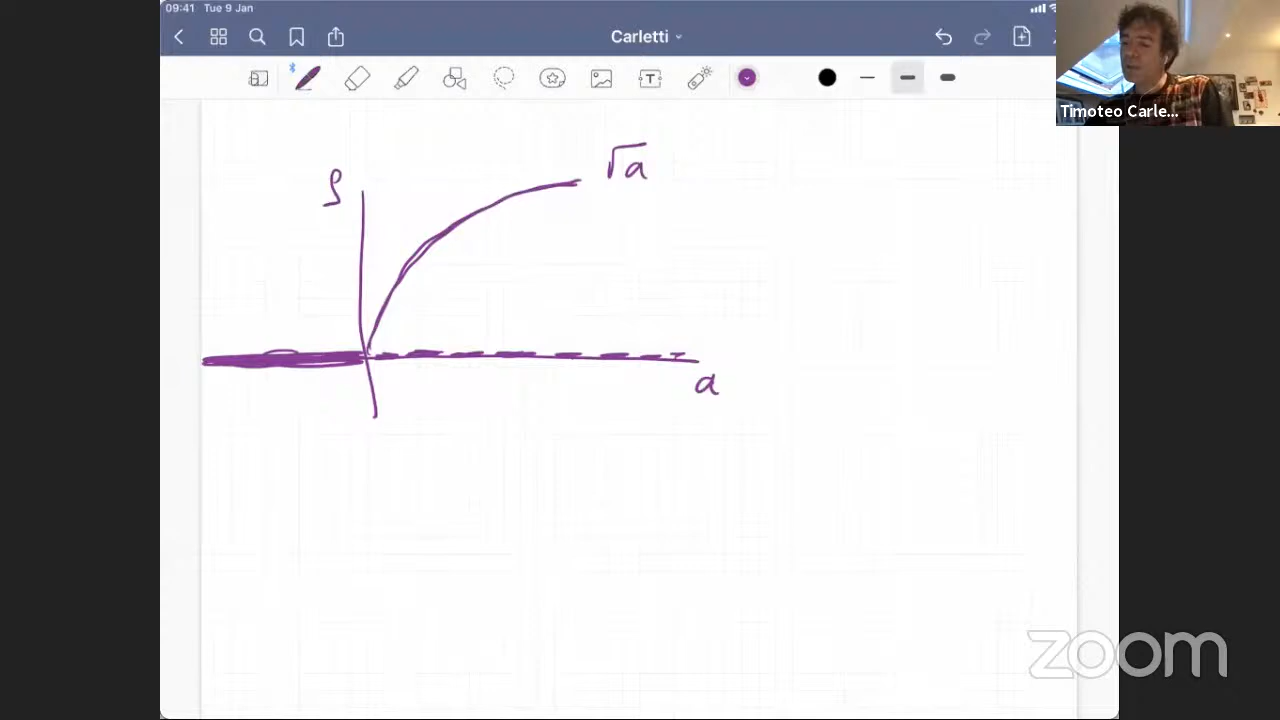 09:41 Tue 9 Jan
Carletti
T
Timoteo Carle...
√a
ρ
a
zoom